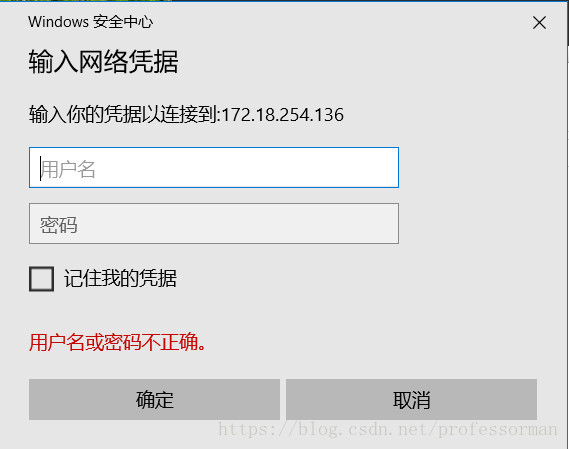 Windows 安全中心
输入网络凭据
输入你的凭据以连接到:172.18.254.136
用户名
密码
记住我的凭据
用户名或密码不正确。
确定
取消
https://blog.csdn.net/professorman